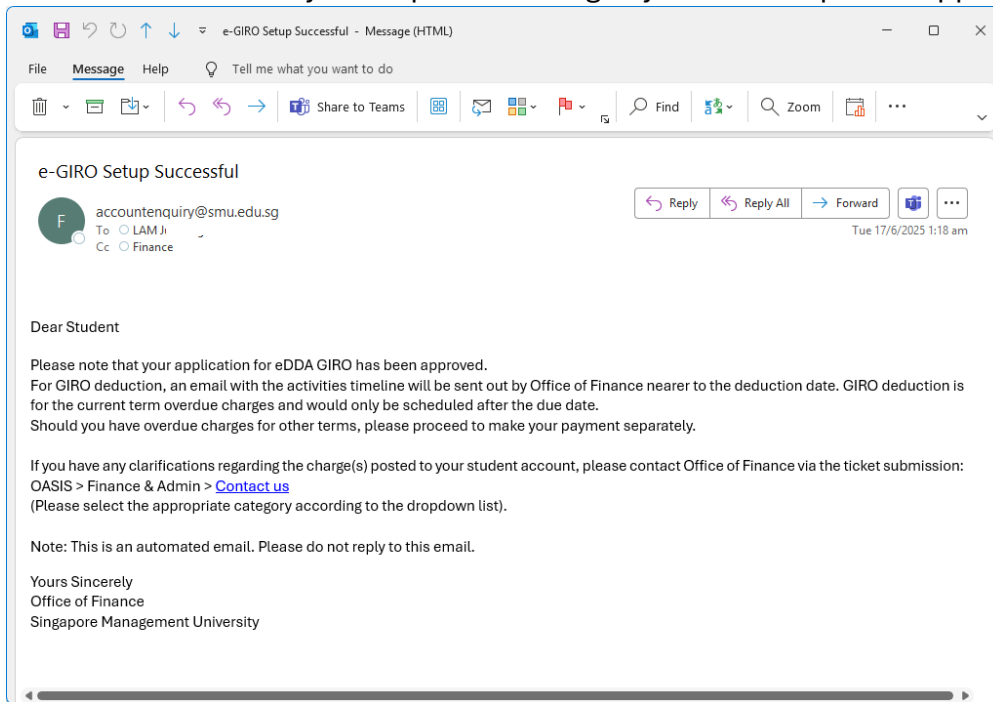 e-GIRO Setup Successful - Message (HTML)
File Message Help Tell me what you want to do
Share to Teams Find Zoom
e-GIRO Setup Successful
F
accountenquiry@smu.edu.sg
To LAM
Cc Finance
Reply Reply All Forward
Tue 17/6/2025 1:18 am
Dear Student
Please note that your application for eDDA GIRO has been approved.
For GIRO deduction, an email with the activities timeline will be sent out by Office of Finance nearer to the deduction date. GIRO deduction is
for the current term overdue charges and would only be scheduled after the due date.
Should you have overdue charges for other terms, please proceed to make your payment separately.
If you have any clarifications regarding the charge(s) posted to your student account, please contact Office of Finance via the ticket submission:
OASIS > Finance & Admin > Contact us
(Please select the appropriate category according to the dropdown list).
Note: This is an automated email. Please do not reply to this email.
Yours Sincerely
Office of Finance
Singapore Management University